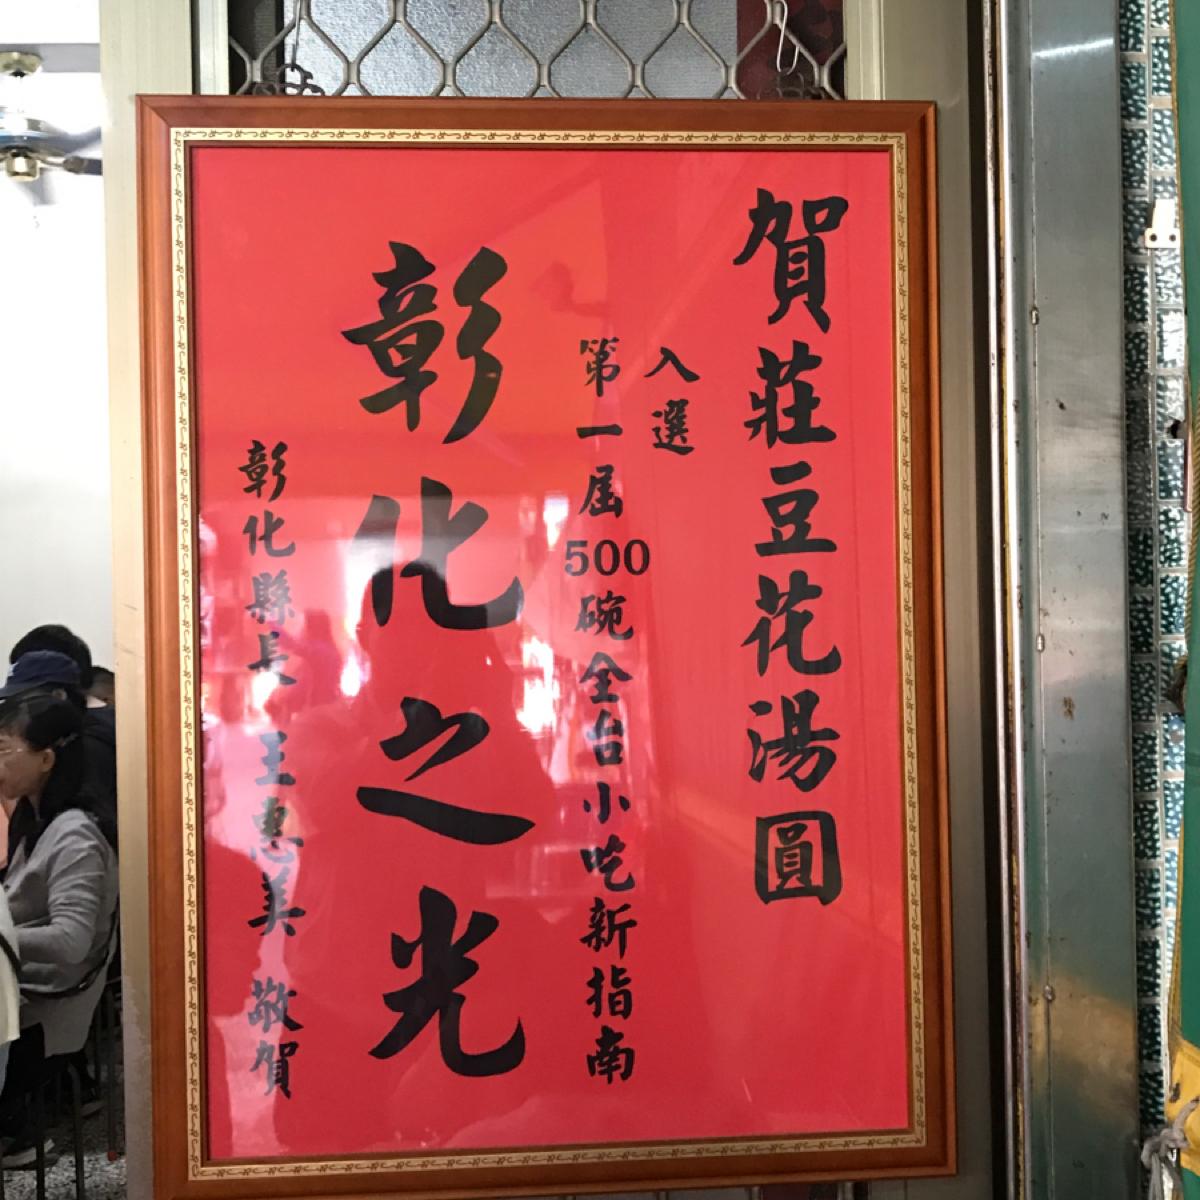 賀莊豆花湯圓
入選
第一屆500碗全台小吃新指南
彰化之光
彰化縣長 王惠美 敬賀